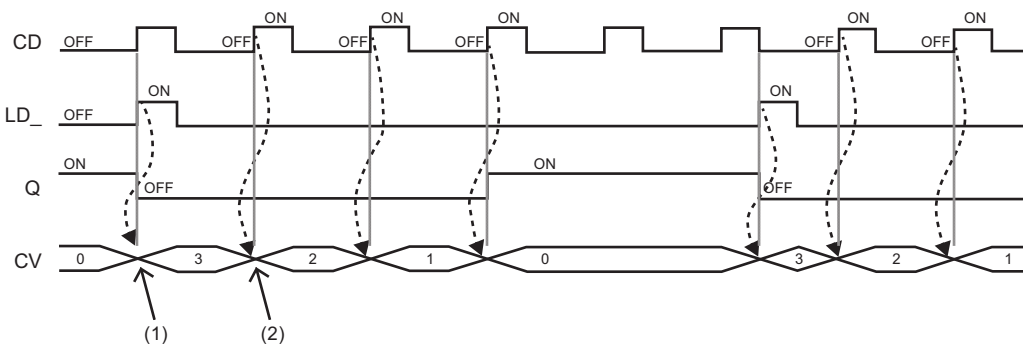 ON ON ON ON ON
CD OFF OFF OFF OFF OFF OFF
ON ON
LD_ OFF
ON ON
Q OFF OFF
CV 0 3 2 1 0 3 2 1
(1) (2)